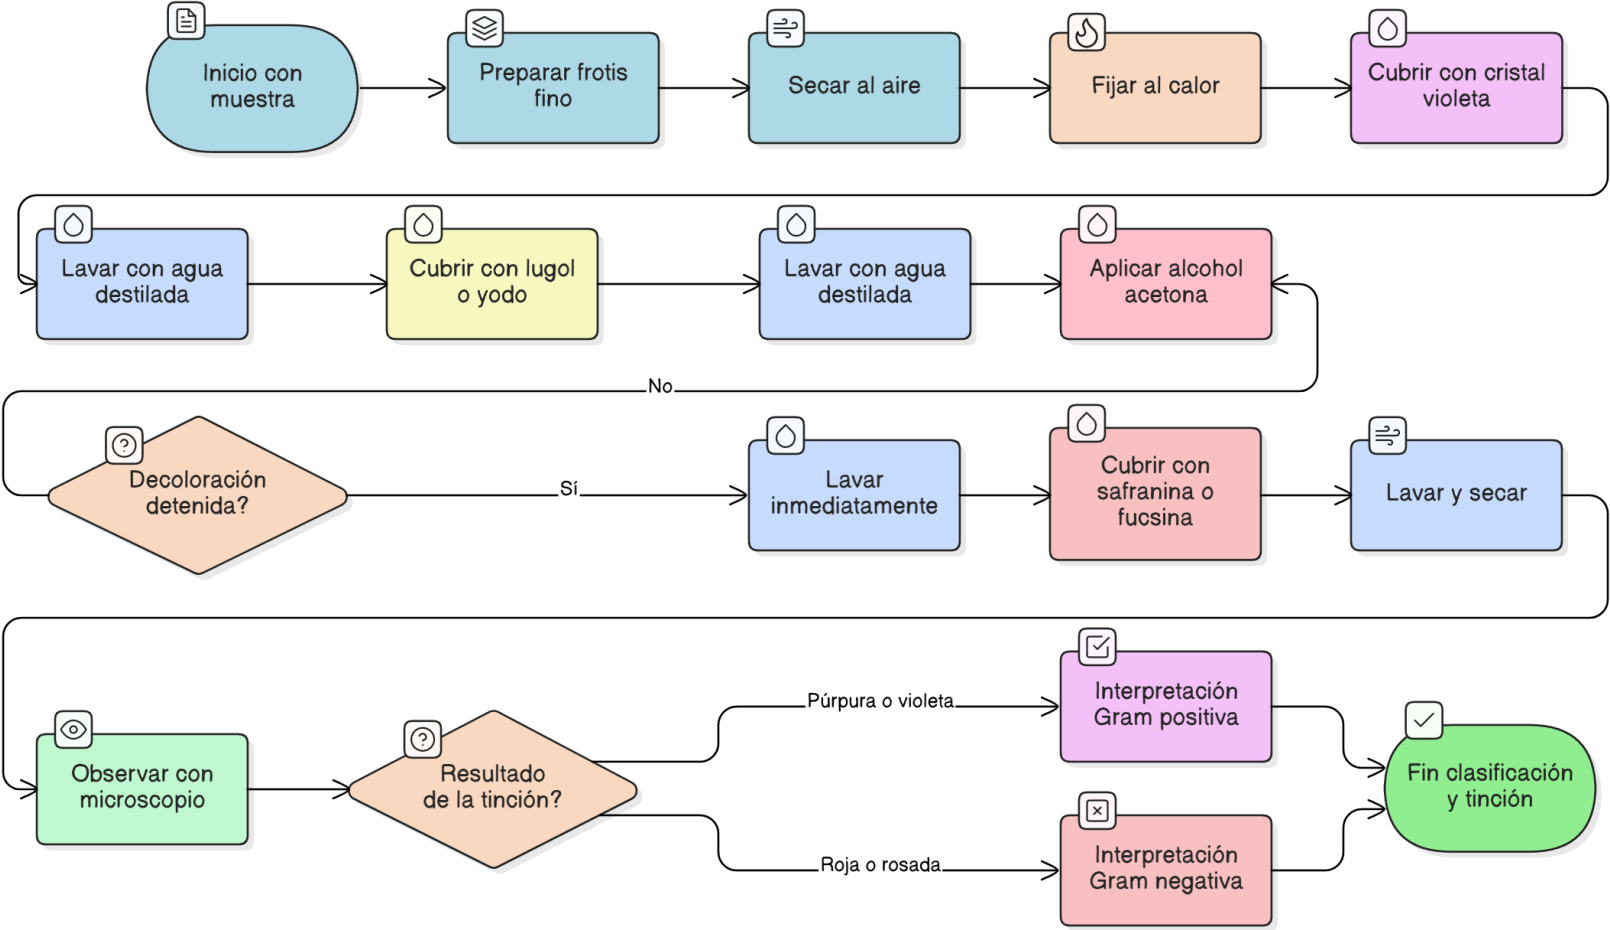 Inicio con
muestra
Preparar frotis
fino
Secar al aire
Fijar al calor
Cubrir con cristal
violeta
Lavar con agua
destilada
Cubrir con lugol
o yodo
Lavar con agua
destilada
Aplicar alcohol
acetona
No
Decoloración
detenida?
Sí
Lavar
inmediatamente
Cubrir con
safranina o
fucsina
Lavar y secar
Observar con
microscopio
Resultado
de la tinción?
Púrpura o violeta
Interpretación
Gram positiva
Roja o rosada
Interpretación
Gram negativa
Fin clasificación
y tinción